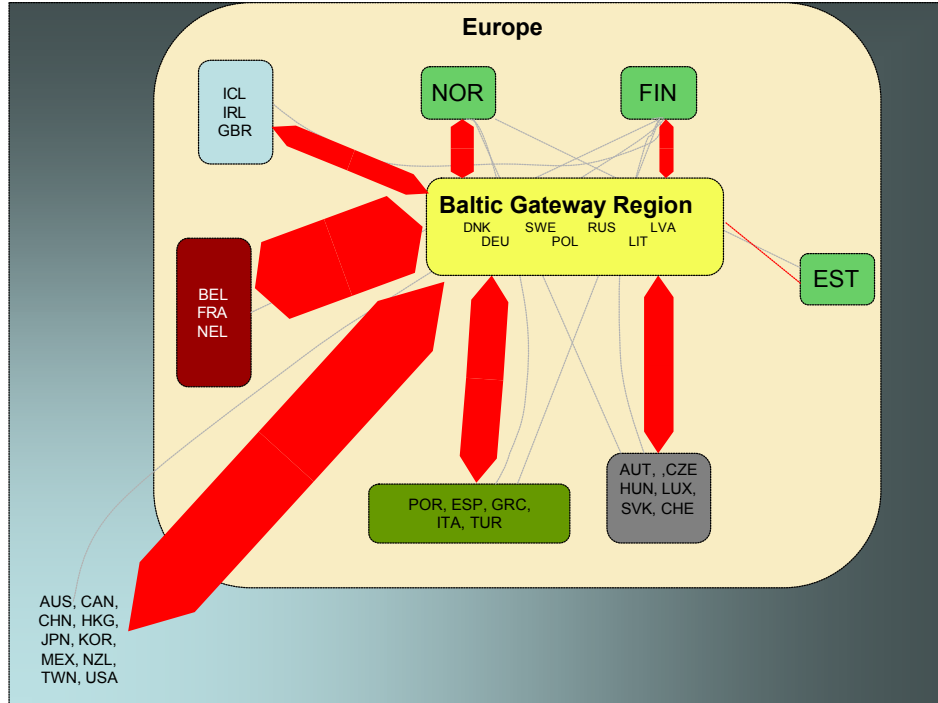 Europe
ICL
IRL
GBR
NOR
FIN
Baltic Gateway Region
DNK SWE RUS LVA
DEU POL LIT
EST
BEL
FRA
NEL
AUT, ,CZE
HUN, LUX,
SVK, CHE
POR, ESP, GRC,
ITA, TUR
AUS, CAN,
CHN, HKG,
JPN, KOR,
MEX, NZL,
TWN, USA